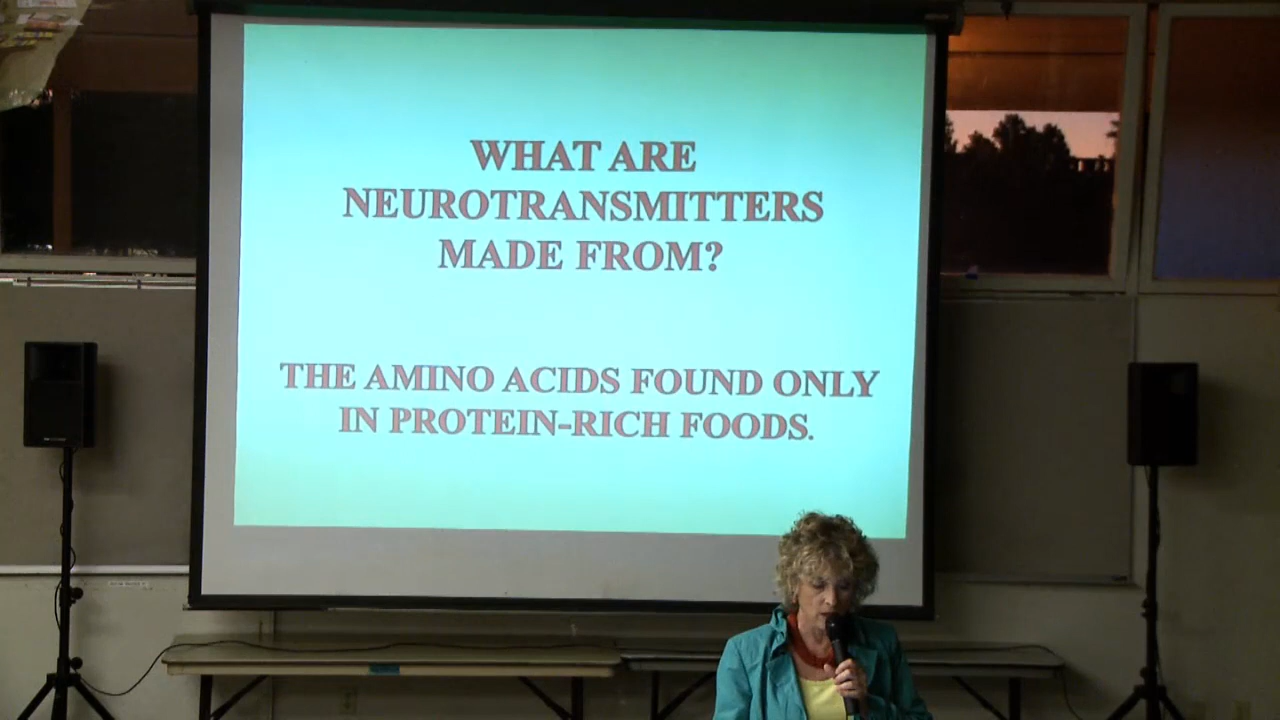 WHAT ARE
NEUROTRANSMITTERS
MADE FROM?
THE AMINO ACIDS FOUND ONLY
IN PROTEIN-RICH FOODS.